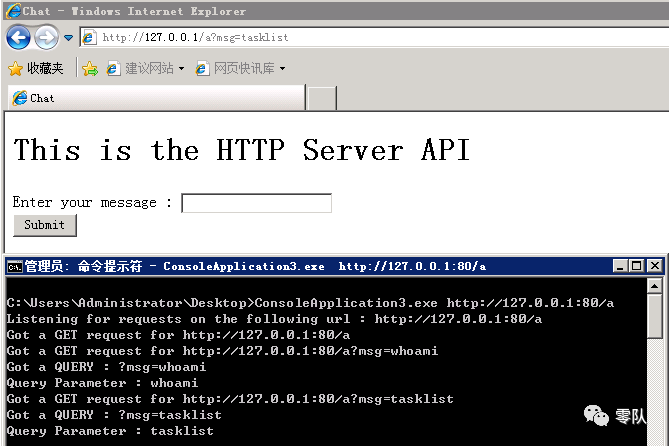 Chat - Windows Internet Explorer
http://127.0.0.1/a?msg=tasklist
收藏夹 建议网站 网页快讯库
Chat
This is the HTTP Server API
Enter your message :
Submit
管理员: 命令提示符 - ConsoleApplication3.exe http://127.0.0.1:80/a
C:\Users\Administrator\Desktop>ConsoleApplication3.exe http://127.0.0.1:80/a
Listening for requests on the following url : http://127.0.0.1:80/a
Got a GET request for http://127.0.0.1:80/a
Got a GET request for http://127.0.0.1:80/a?msg=whoami
Got a QUERY : ?msg=whoami
Query Parameter : whoami
Got a GET request for http://127.0.0.1:80/a?msg=tasklist
Got a QUERY : ?msg=tasklist
Query Parameter : tasklist
零队